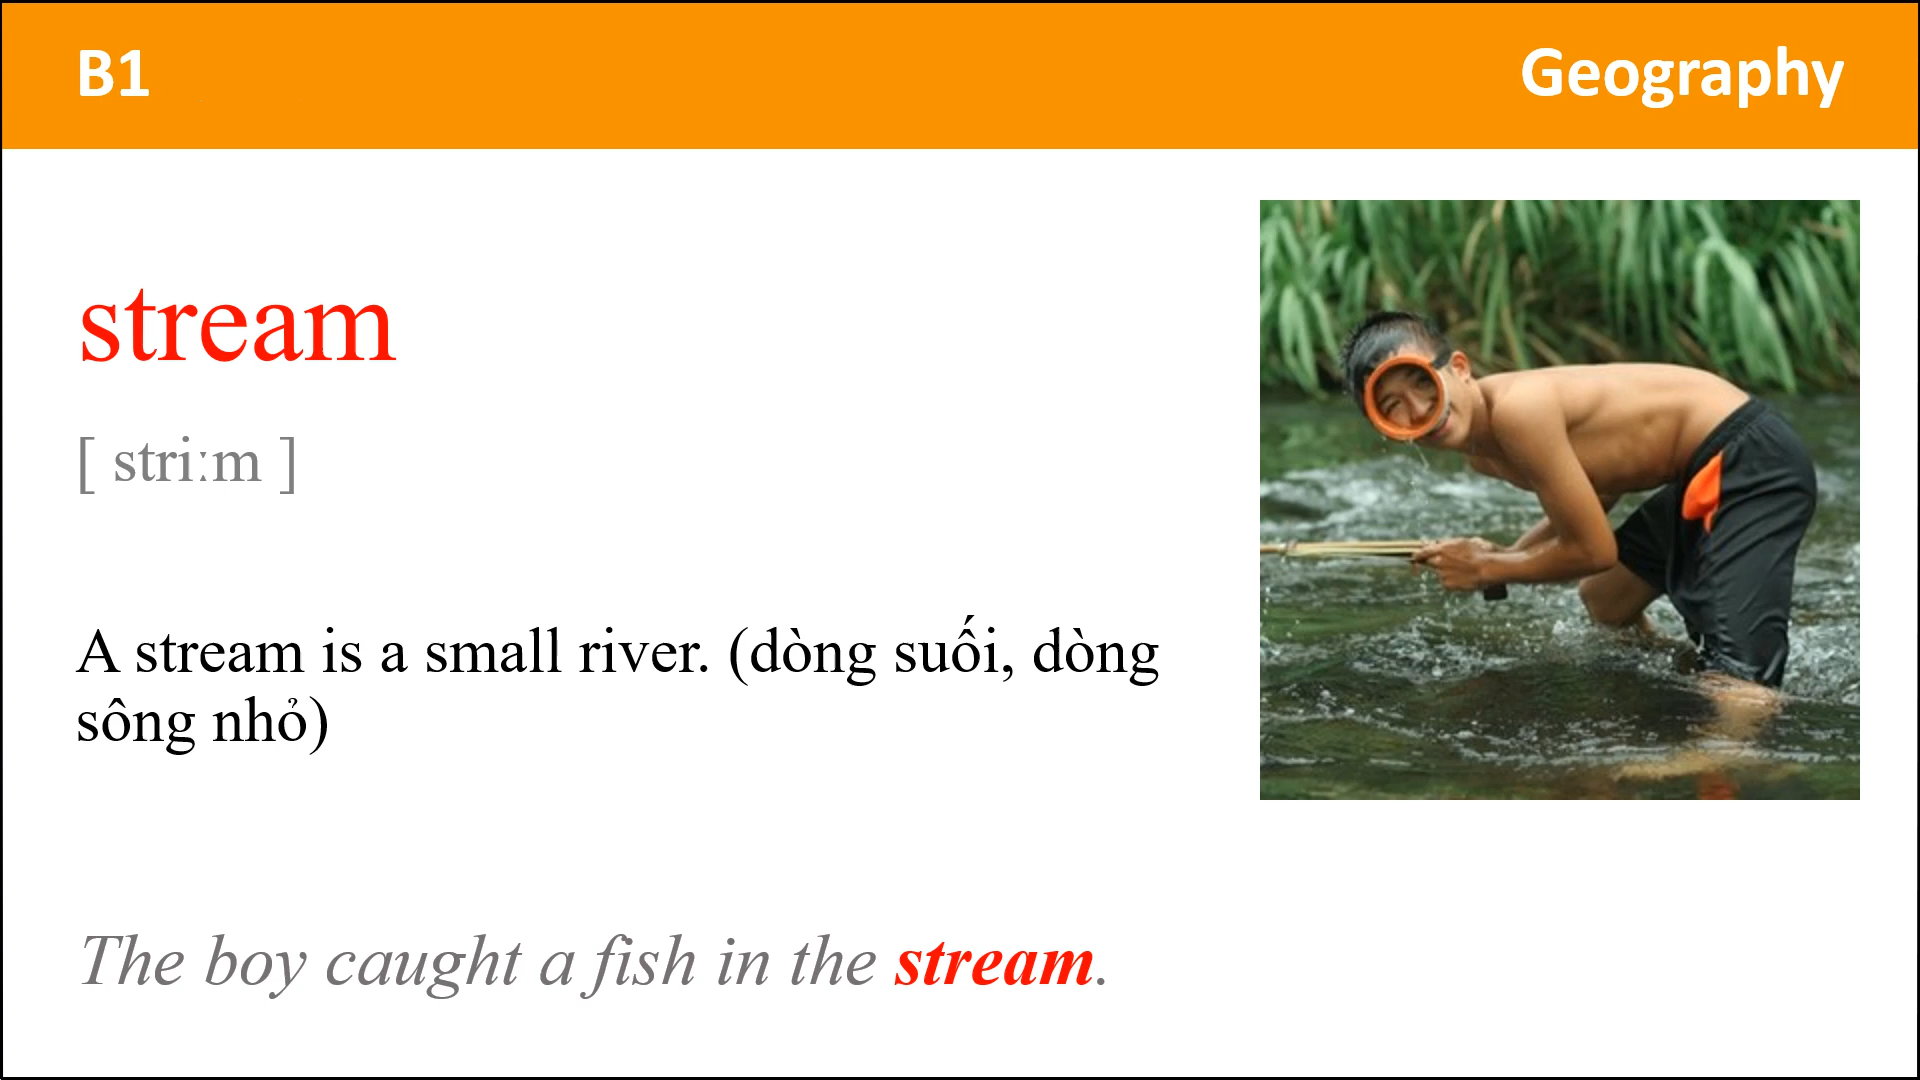 B1
Geography
stream
[ striːm ]
A stream is a small river. (dòng suối, dòng
sông nhỏ)
The boy caught a fish in the stream.